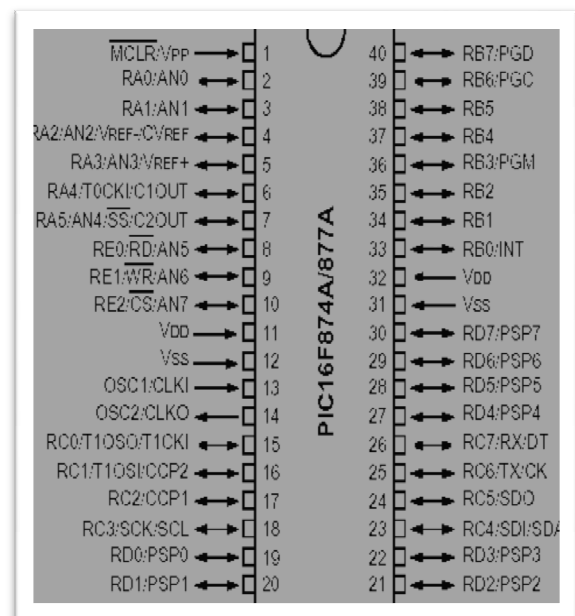 MCLR/VPP 1 40 RB7/PGD
RA0/AN0 2 39 RB6/PGC
RA1/AN1 3 38 RB5
RA2/AN2/VREF-/CVREF 4 37 RB4
RA3/AN3/VREF+ 5 36 RB3/PGM
RA4/T0CKI/C1OUT 6 35 RB2
RA5/AN4/SS/C2OUT 7 34 RB1
RE0/RD/AN5 8 33 RB0/INT
RE1/WR/AN6 9 32 VDD
RE2/CS/AN7 10 31 VSS
VDD 11 30 RD7/PSP7
VSS 12 29 RD6/PSP6
OSC1/CLKI 13 28 RD5/PSP5
OSC2/CLKO 14 27 RD4/PSP4
RC0/T1OSO/T1CKI 15 26 RC7/RX/DT
RC1/T1OSI/CCP2 16 25 RC6/TX/CK
RC2/CCP1 17 24 RC5/SDO
RC3/SCK/SCL 18 23 RC4/SDI/SDA
RD0/PSP0 19 22 RD3/PSP3
RD1/PSP1 20 21 RD2/PSP2
PIC16F874A/877A